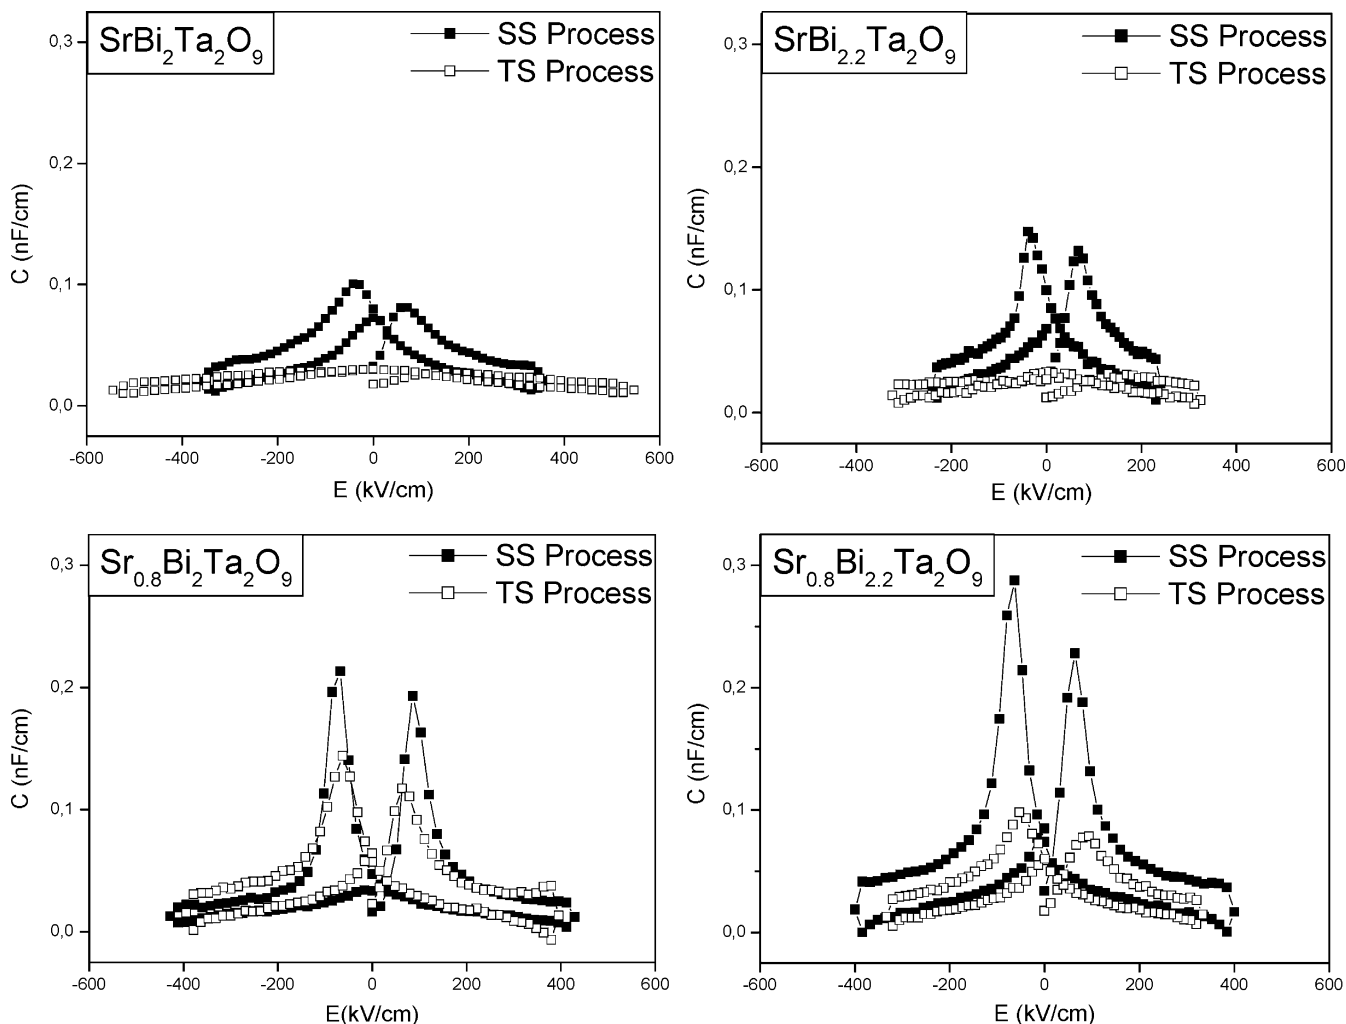 SrBi2Ta2O9
SS Process
TS Process
0,3
0,2
0,1
0,0
C (nF/cm)
-600 -400 -200 0 200 400 600
E (kV/cm)
SrBi2.2Ta2O9
SS Process
TS Process
0,3
0,2
0,1
0,0
C (nF/cm)
-600 -400 -200 0 200 400 600
E (kV/cm)
Sr0.8Bi2Ta2O9
SS Process
TS Process
0,3
0,2
0,1
0,0
C (nF/cm)
-600 -400 -200 0 200 400 600
E(kV/cm)
Sr0.8Bi2.2Ta2O9
SS Process
TS Process
0,3
0,2
0,1
0,0
C (nF/cm)
-600 -400 -200 0 200 400 600
E (kV/cm)